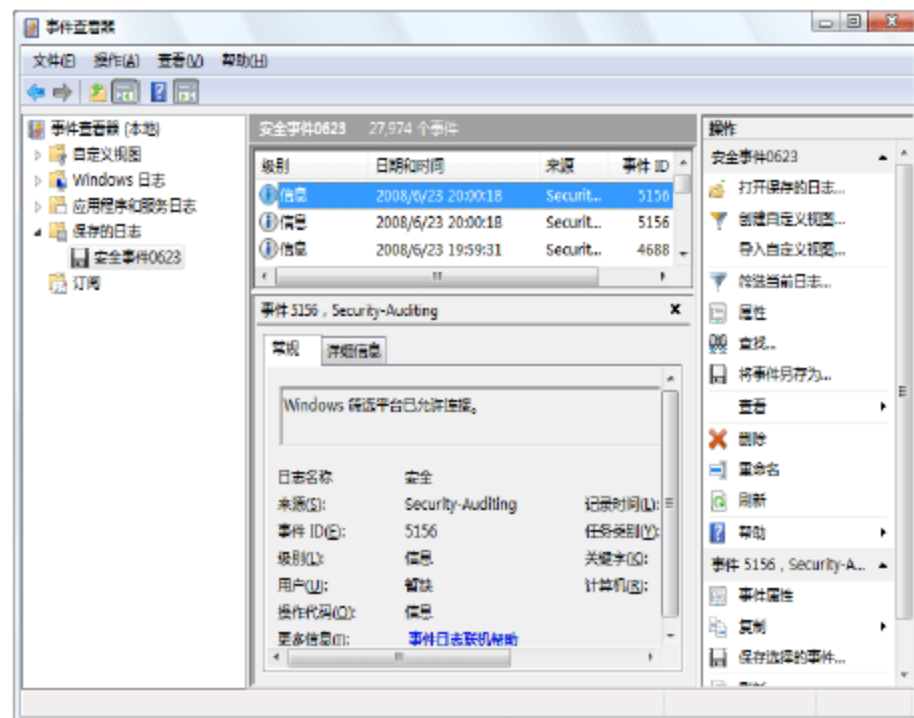 事件查看器
文件(F) 操作(A) 查看(V) 帮助(H)
事件查看器 (本地)
自定义视图
Windows 日志
应用程序和服务日志
保存的日志
安全事件0623
订阅
安全事件0623 27,974 个事件
级别 日期和时间 来源 事件 ID
信息 2008/6/23 20:00:18 Securit... 5156
信息 2008/6/23 20:00:18 Securit... 5156
信息 2008/6/23 19:59:31 Securit... 4688
事件 5156，Security-Auditing
常规 详细信息
Windows 筛选平台已允许连接。
日志名称 安全
来源(S): Security-Auditing 记录时间(L):
事件 ID(E): 5156 任务类别(Y):
级别(L): 信息 关键字(K):
用户(U): 暂缺 计算机(R):
操作代码(O): 信息
更多信息(I): 事件日志联机帮助
操作
安全事件0623
打开保存的日志...
创建自定义视图...
导入自定义视图...
筛选当前日志...
属性
查找...
将事件另存为...
查看
删除
重命名
刷新
帮助
事件 5156，Security-A...
事件属性
复制
保存选择的事件...